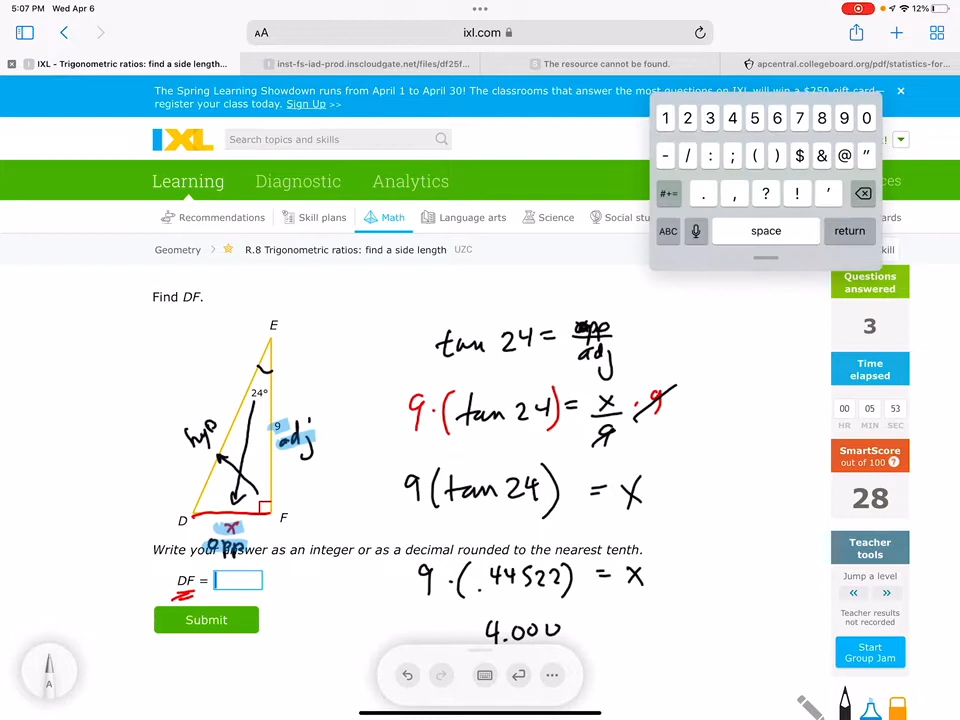 5:07 PM Wed Apr 6
12%
AA
ixl.com
IXL - Trigonometric ratios: find a side length...
inst-fs-iad-prod.inscloudgate.net/files/df25f...
The resource cannot be found.
apcentral.collegeboard.org/pdf/statistics-for...
The Spring Learning Showdown runs from April 1 to April 30! The classrooms that answer the most questions on IXL will win a $250 gift card—
register your class today. Sign Up >>
IXL
Search topics and skills
Learning
Diagnostic
Analytics
Recommendations
Skill plans
Math
Language arts
Science
Social stu
Geometry
R.8 Trigonometric ratios: find a side length
UZC
1 2 3 4 5 6 7 8 9 0
- / : ; ( ) $ & @ "
#+= . , ? ! '
ABC
space
return
Questions
answered
3
Time
elapsed
00 05 53
HR MIN SEC
SmartScore
out of 100 ?
28
Teacher
tools
Jump a level
Teacher results
not recorded
Start
Group Jam
Find DF.
E
24°
hyp
9
adj
D
F
x
opp
tan 24 = opp/adj
9·(tan 24) = x/9 ·9
9(tan 24) = x
9·(.44522) = x
4.00
Write your answer as an integer or as a decimal rounded to the nearest tenth.
DF =
Submit
A